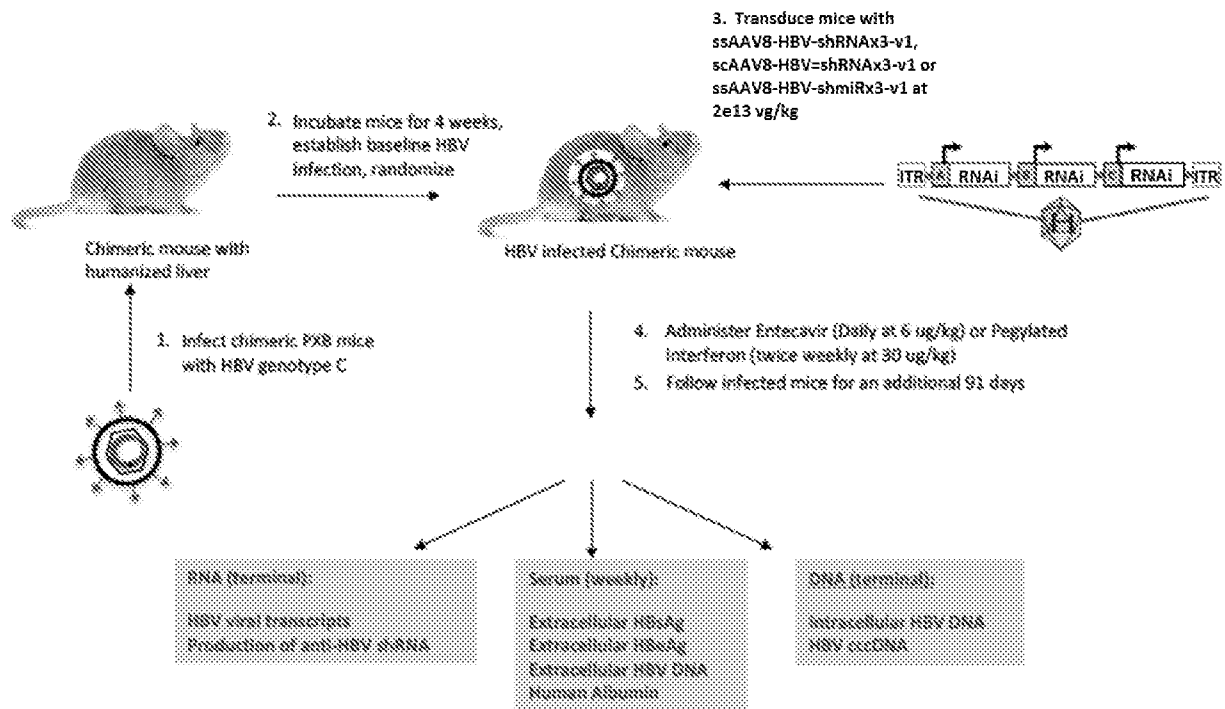 3. Transduce mice with
ssAAV8-HBV-shRNAx3-v1,
scAAV8-HBV=shRNAx3-v1 or
ssAAV8-HBV-shmiRx3-v1 at
2e13 vg/kg
2. Incubate mice for 4 weeks,
establish baseline HBV
infection, randomize
ITR RNAi RNAi RNAi ITR
Chimeric mouse with
humanized liver
HBV infected Chimeric mouse
1. Infect chimeric PXB mice
with HBV genotype C
4. Administer Entecavir (Daily at 6 ug/kg) or Pegylated
Interferon (twice weekly at 30 ug/kg)
5. Follow infected mice for an additional 91 days
RNA (terminal):
HBV viral transcripts
Production of anti-HBV shRNA
Serum (weekly):
Extracellular HBsAg
Extracellular HBeAg
Extracellular HBV DNA
Human Albumin
DNA (terminal):
Intracellular HBV DNA
HBV cccDNA